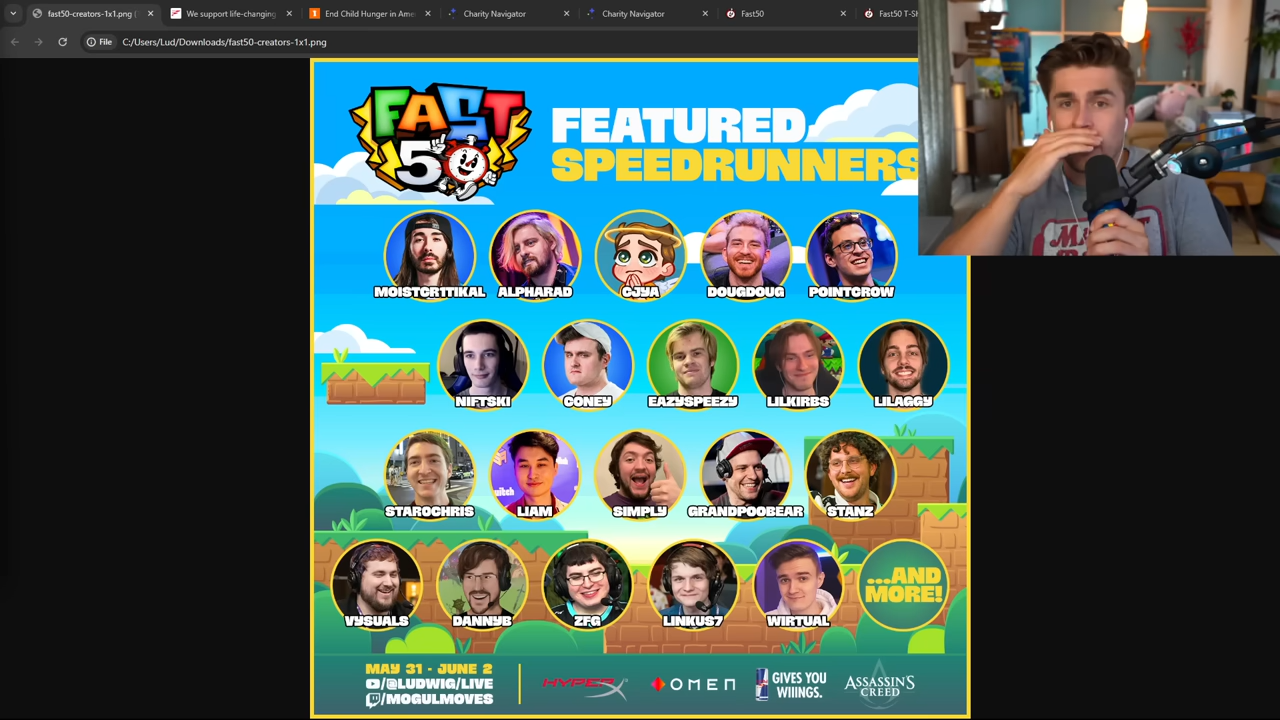 fast50-creators-1x1.png (
We support life-changing
End Child Hunger in Ame
Charity Navigator
Charity Navigator
Fast50
Fast50 T-Sh
File
C:/Users/Lud/Downloads/fast50-creators-1x1.png
FAST
50
FEATURED
SPEEDRUNNERS
MOISTCR1TIKAL
ALPHARAD
CJYA
DOUGDOUG
POINTCROW
NIFTSKI
CONEY
EAZYSPEEZY
LILKIRBS
LILAGGY
STAROCHRIS
LIAM
SIMPLY
GRANDPOOBEAR
STANZ
VYSUALS
DANNYB
ZFG
LINKUS7
WIRTUAL
...AND
MORE!
MAY 31 - JUNE 2
/@LUDWIG/LIVE
/MOGULMOVES
HYPERX
OMEN
GIVES YOU
WIIINGS.
ASSASSIN'S
CREED